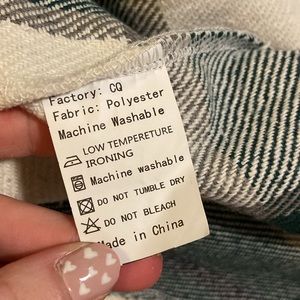 Factory: CQ
Fabric: Polyester
Machine Washable
LOW TEMPERETURE
IRONING
Machine washable
DO NOT TUMBLE DRY
DO NOT BLEACH
Made in China